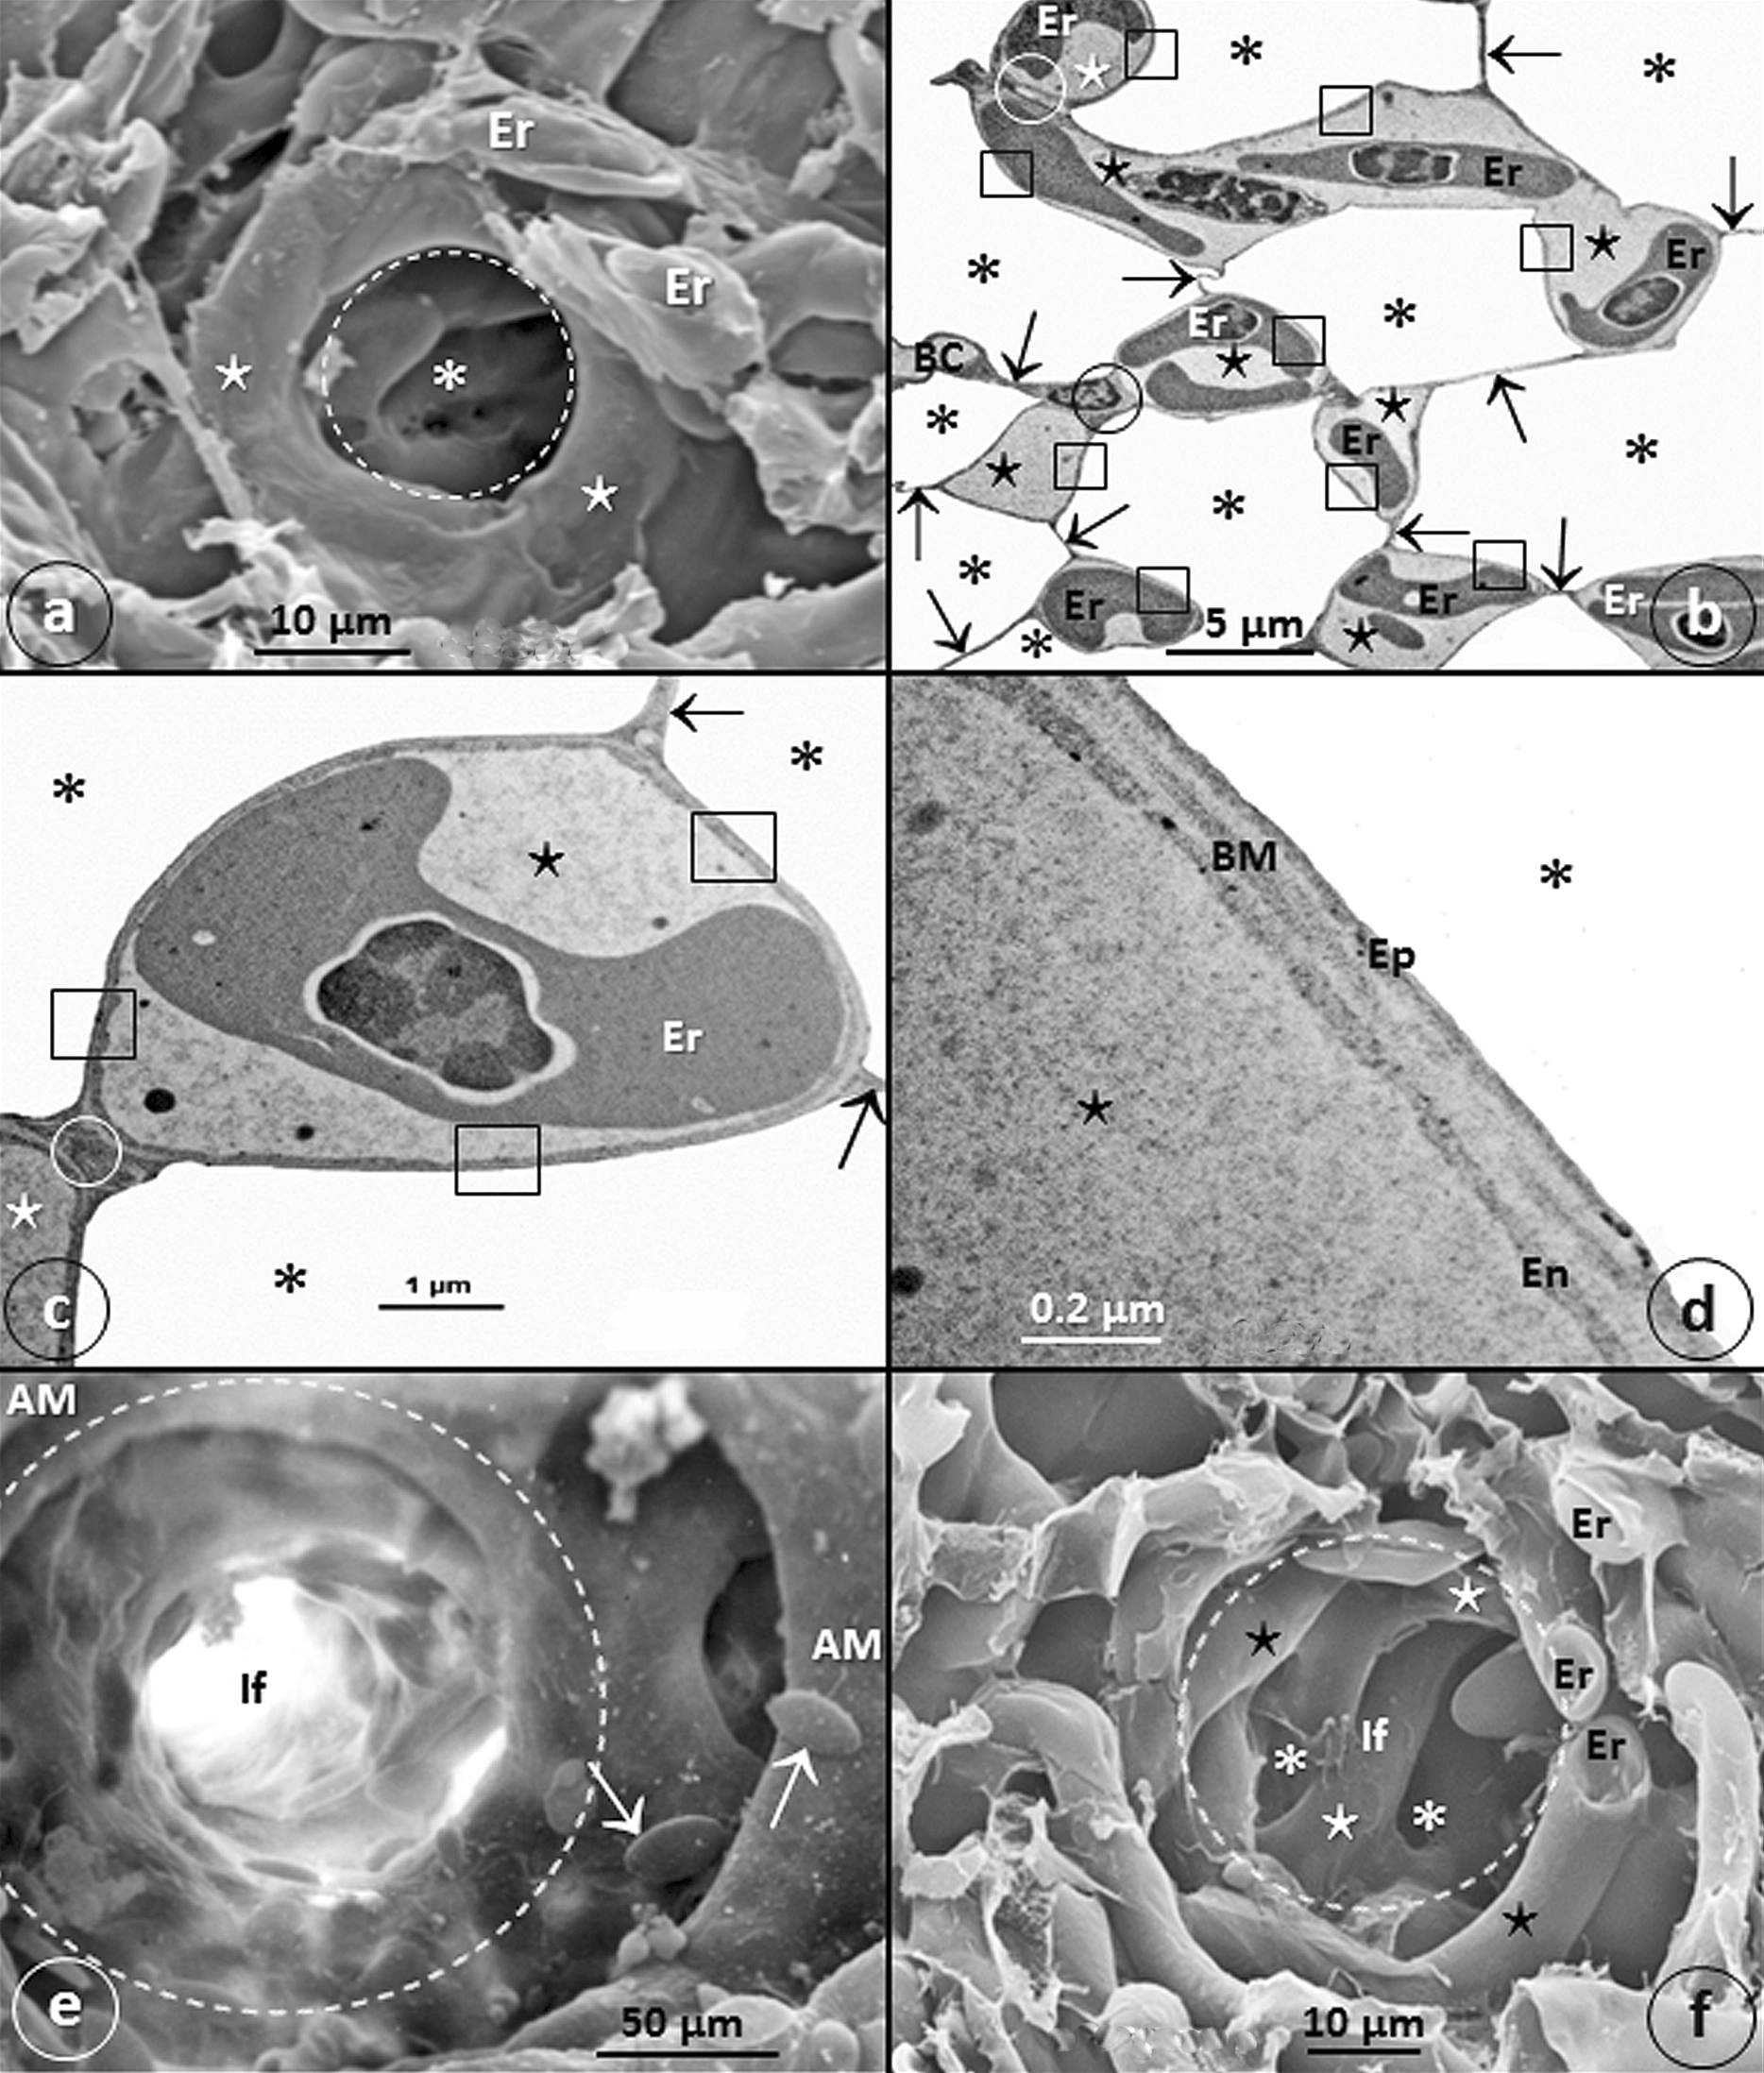 Er
Er
a
10 µm
Er
Er
Er
Er
BC
Er
Er
Er
Er
5 µm
b
Er
1 µm
c
BM
Ep
En
0.2 µm
d
AM
AM
If
50 µm
e
Er
Er
If
Er
10 µm
f